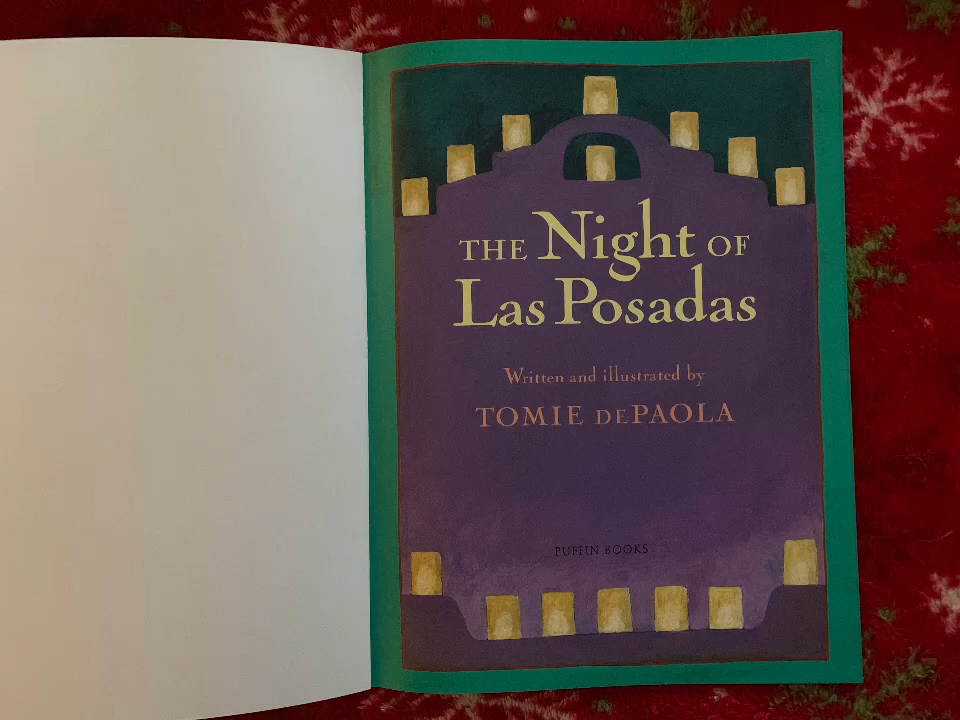 THE Night OF
Las Posadas
Written and illustrated by
TOMIE DEPAOLA
PUFFIN BOOKS